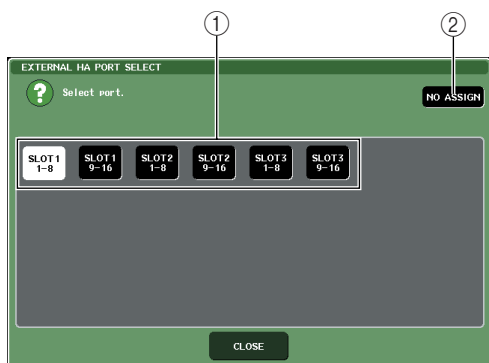 ①
②
EXTERNAL HA PORT SELECT
?
Select port.
NO ASSIGN
SLOT1 1-8
SLOT1 9-16
SLOT2 1-8
SLOT2 9-16
SLOT3 1-8
SLOT3 9-16
CLOSE